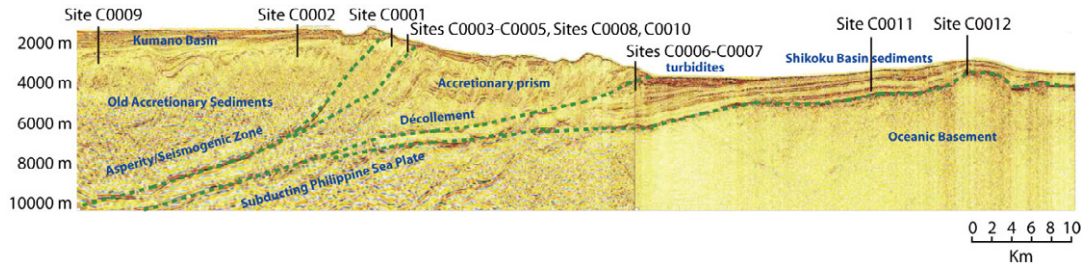 Site C0009
Site C0002
Site C0001
Sites C0003-C0005, Sites C0008, C0010
Site C0011
Site C0012
Sites C0006-C0007
2000 m
Kumano Basin
turbidites
Shikoku Basin sediments
4000 m
Old Accretionary Sediments
Accretionary prism
6000 m
Décollement
Oceanic Basement
Asperity/Seismogenic Zone
8000 m
Subducting Philippine Sea Plate
10000 m
0 2 4 6 8 10
Km